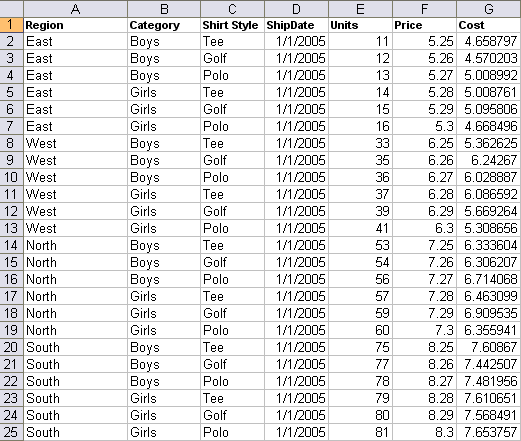 A B C D E F G
1 Region Category Shirt Style ShipDate Units Price Cost
2 East Boys Tee 1/1/2005 11 5.25 4.658797
3 East Boys Golf 1/1/2005 12 5.26 4.570203
4 East Boys Polo 1/1/2005 13 5.27 5.008992
5 East Girls Tee 1/1/2005 14 5.28 5.008761
6 East Girls Golf 1/1/2005 15 5.29 5.095806
7 East Girls Polo 1/1/2005 16 5.3 4.668496
8 West Boys Tee 1/1/2005 33 6.25 5.362625
9 West Boys Golf 1/1/2005 35 6.26 6.24267
10 West Boys Polo 1/1/2005 36 6.27 6.028887
11 West Girls Tee 1/1/2005 37 6.28 6.086592
12 West Girls Golf 1/1/2005 39 6.29 5.669264
13 West Girls Polo 1/1/2005 41 6.3 5.308656
14 North Boys Tee 1/1/2005 53 7.25 6.333604
15 North Boys Golf 1/1/2005 54 7.26 6.306207
16 North Boys Polo 1/1/2005 56 7.27 6.714068
17 North Girls Tee 1/1/2005 57 7.28 6.463099
18 North Girls Golf 1/1/2005 59 7.29 6.909535
19 North Girls Polo 1/1/2005 60 7.3 6.355941
20 South Boys Tee 1/1/2005 75 8.25 7.60867
21 South Boys Golf 1/1/2005 77 8.26 7.442507
22 South Boys Polo 1/1/2005 78 8.27 7.481956
23 South Girls Tee 1/1/2005 79 8.28 7.610651
24 South Girls Golf 1/1/2005 80 8.29 7.568491
25 South Girls Polo 1/1/2005 81 8.3 7.653757